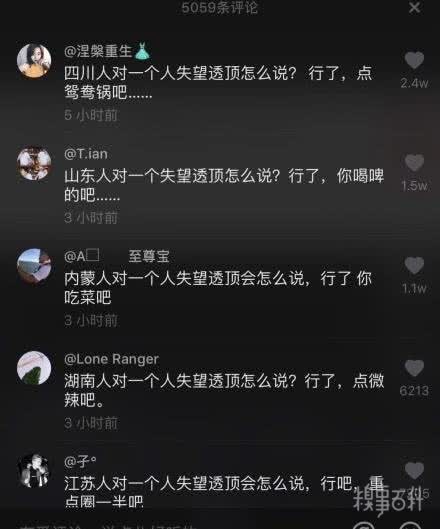 5059条评论
@涅槃重生👗
四川人对一个人失望透顶怎么说? 行了，点
鸳鸯锅吧……
2.4w
5 小时前
@T.ian
山东人对一个失望透顶怎么说? 行了，你喝啤
的吧……
1.5w
3 小时前
@A□ 至尊宝
内蒙人对一个人失望透顶会怎么说，行了 你
吃菜吧
1.1w
3 小时前
@Lone Ranger
湖南人对一个人失望透顶怎么说? 行了，点微
辣吧。
6213
3 小时前
@孑°
江苏人对一个人失望透顶怎么说，行吧，重
点圈一半吧